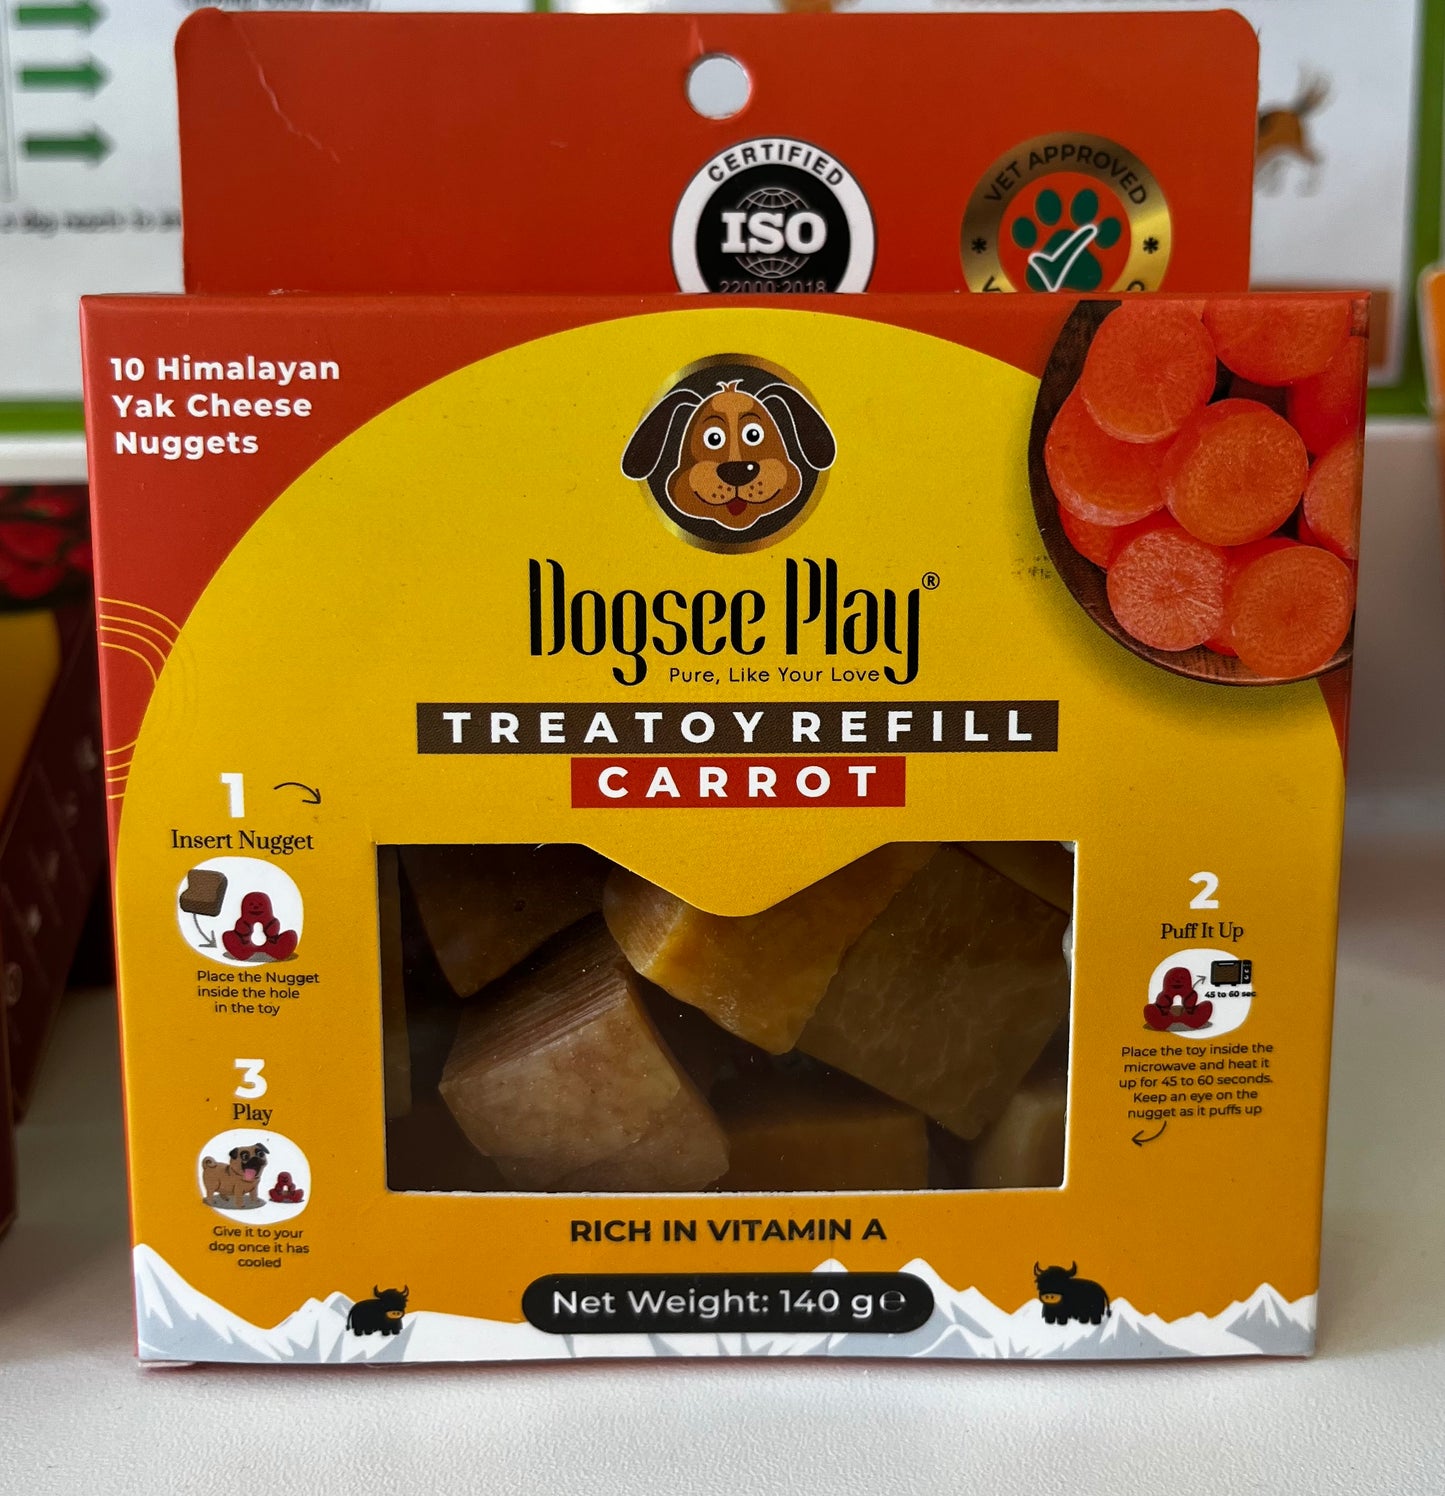 CERTIFIED
ISO
22000:2018
VET APPROVED
10 Himalayan
Yak Cheese
Nuggets
Dogsee Play®
Pure, Like Your Love
TREATOY REFILL
CARROT
1
Insert Nugget
Place the Nugget
inside the hole
in the toy
2
Puff It Up
45 to 60 sec
Place the toy inside the
microwave and heat it
up for 45 to 60 seconds.
Keep an eye on the
nugget as it puffs up
3
Play
Give it to your
dog once it has
cooled
RICH IN VITAMIN A
Net Weight: 140 g℮